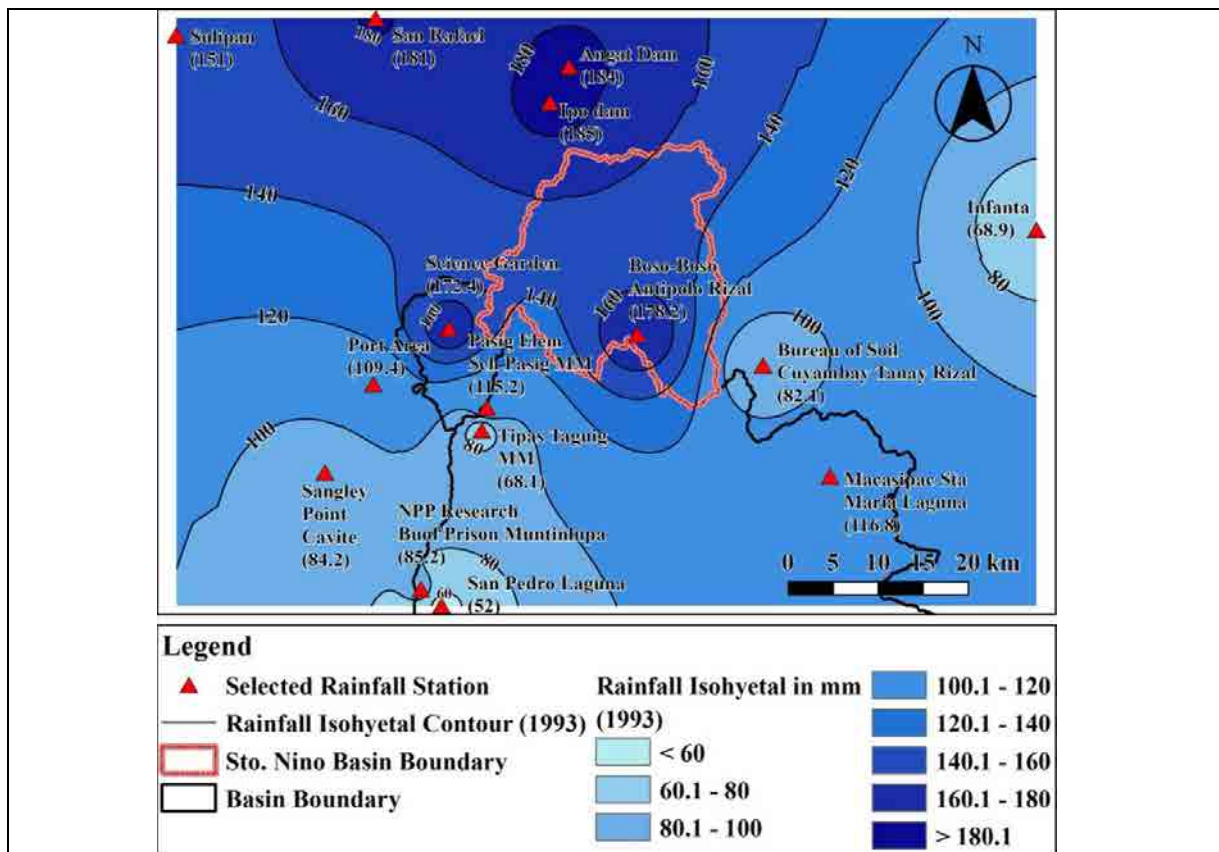 Sulipan
(151)
180
San Rafael
(181)
180
Angat Dam
(184)
Ipo dam
(185)
160
160
140
120
N
140
Infanta
(68.9)
80
100
Science Garden
(172.4)
160
140
Boso-Boso
Antipolo Rizal
(178.2)
160
120
Port Area
(109.4)
Pasig Elem
Sch Pasig MM
(115.2)
100
Bureau of Soil
Cuyambay Tanay Rizal
(82.1)
100
80
Tipas Taguig
MM
(68.1)
Sangley
Point
Cavite
(84.2)
NPP Research
Buof Prison Muntinlupa
(85.2)
80
60
San Pedro Laguna
(52)
Macasipac Sta
Maria Laguna
(116.8)
0 5 10 15 20 km
Legend
Selected Rainfall Station
Rainfall Isohyetal Contour (1993)
Sto. Nino Basin Boundary
Basin Boundary
Rainfall Isohyetal in mm
(1993)
< 60
60.1 - 80
80.1 - 100
100.1 - 120
120.1 - 140
140.1 - 160
160.1 - 180
> 180.1